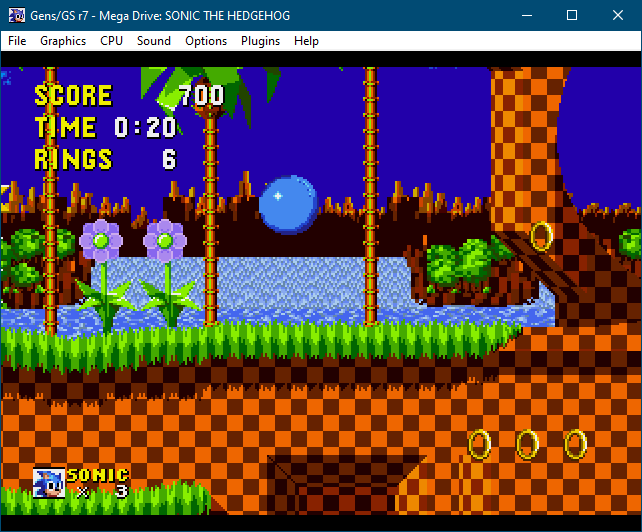 Gens/GS r7 - Mega Drive: SONIC THE HEDGEHOG
File Graphics CPU Sound Options Plugins Help
SCORE 700
TIME 0:20
RINGS 6
SONIC
x 3